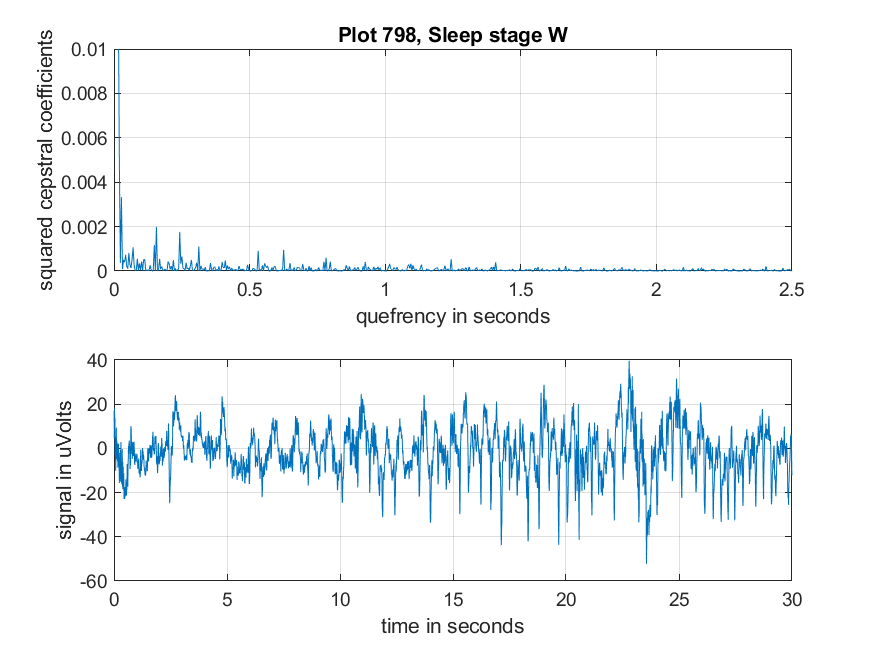 Plot 798, Sleep stage W
squared cepstral coefficients
0.01
0.008
0.006
0.004
0.002
0
0 0.5 1 1.5 2 2.5
quefrency in seconds
signal in uVolts
40
20
0
-20
-40
-60
0 5 10 15 20 25 30
time in seconds